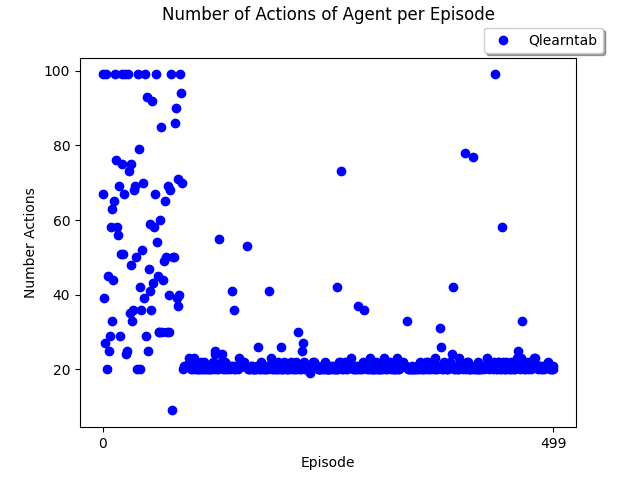 Number of Actions of Agent per Episode
Qlearntab
100
80
60
40
20
Number Actions
0
499
Episode